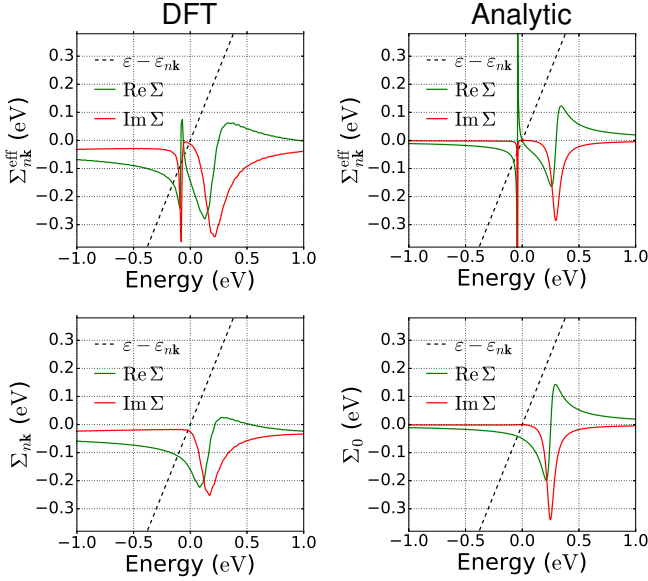 DFT
Analytic
Σ_{nk}^{eff} (eV)
0.3
0.2
0.1
0.0
−0.1
−0.2
−0.3
ε − ε_{nk}
Re Σ
Im Σ
−1.0 −0.5 0.0 0.5 1.0
Energy (eV)
Σ_{nk}^{eff} (eV)
0.3
0.2
0.1
0.0
−0.1
−0.2
−0.3
ε − ε_{nk}
Re Σ
Im Σ
−1.0 −0.5 0.0 0.5 1.0
Energy (eV)
Σ_{nk} (eV)
0.3
0.2
0.1
0.0
−0.1
−0.2
−0.3
ε − ε_{nk}
Re Σ
Im Σ
−1.0 −0.5 0.0 0.5 1.0
Energy (eV)
Σ_0 (eV)
0.3
0.2
0.1
0.0
−0.1
−0.2
−0.3
ε − ε_{nk}
Re Σ
Im Σ
−1.0 −0.5 0.0 0.5 1.0
Energy (eV)